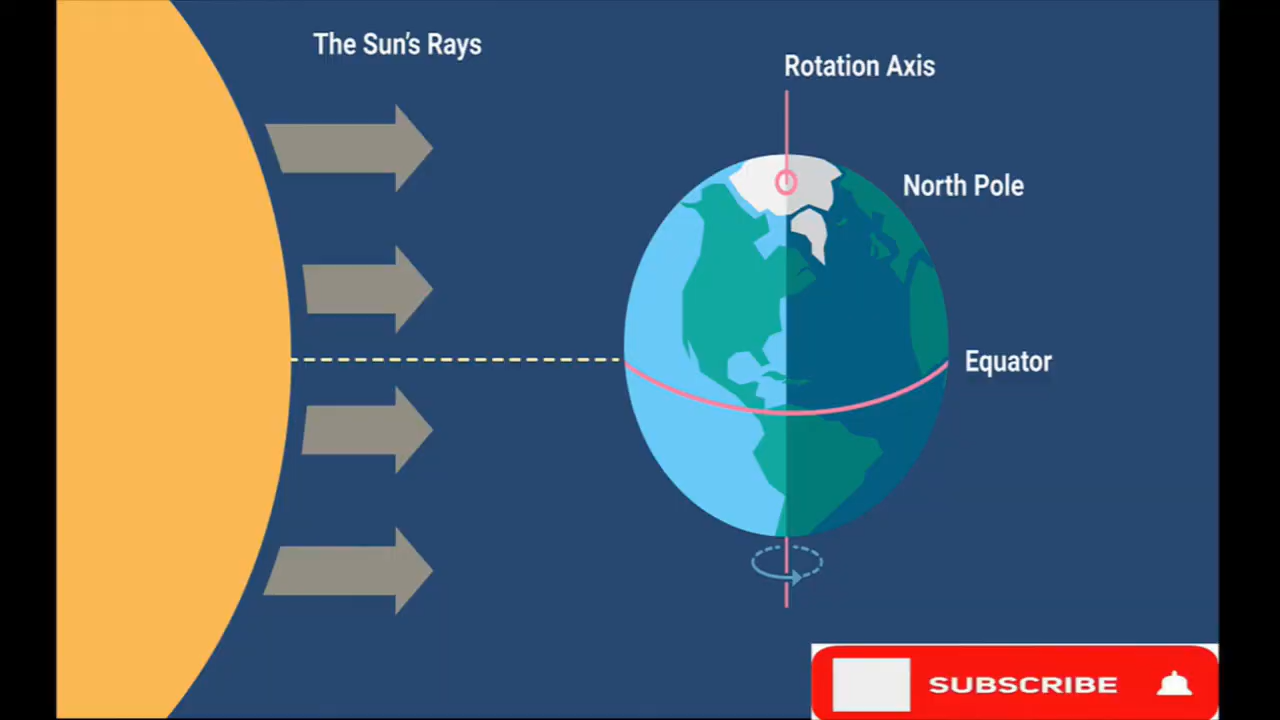 The Sun's Rays
Rotation Axis
North Pole
Equator
SUBSCRIBE